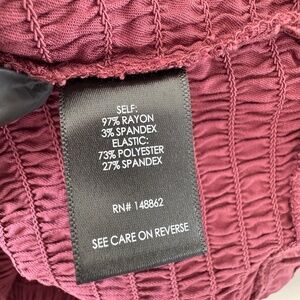 SELF:
97% RAYON
3% SPANDEX
ELASTIC:
73% POLYESTER
27% SPANDEX
RN# 148862
SEE CARE ON REVERSE